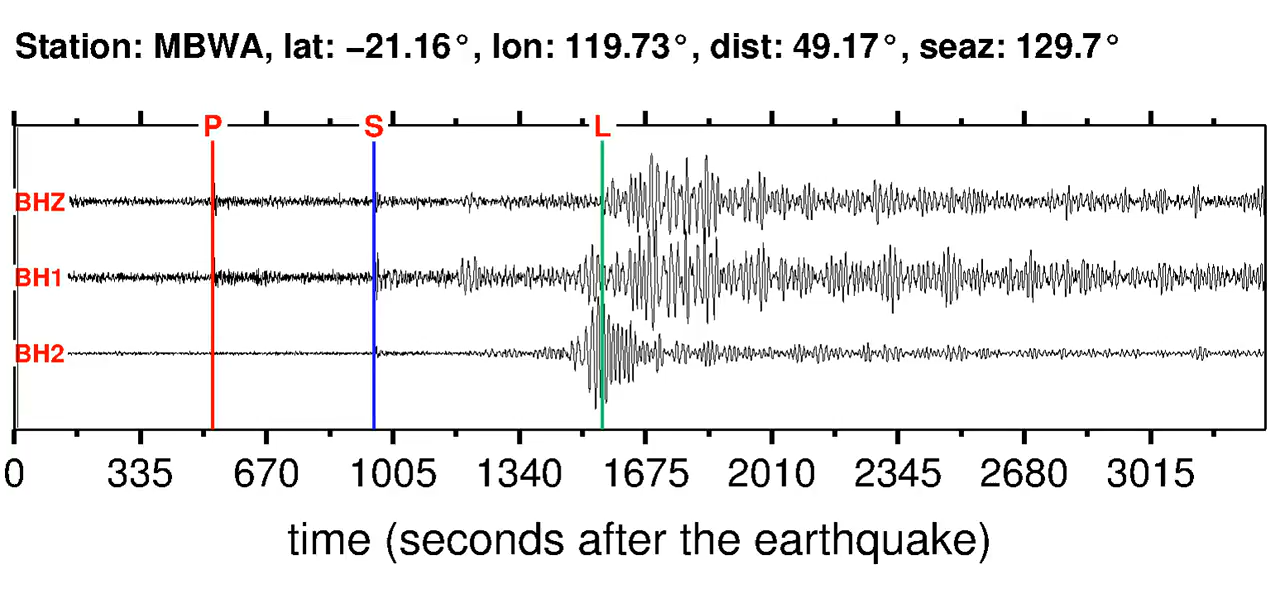 Station: MBWA, lat: −21.16°, lon: 119.73°, dist: 49.17°, seaz: 129.7°
P S L
BHZ
BH1
BH2
0 335 670 1005 1340 1675 2010 2345 2680 3015
time (seconds after the earthquake)